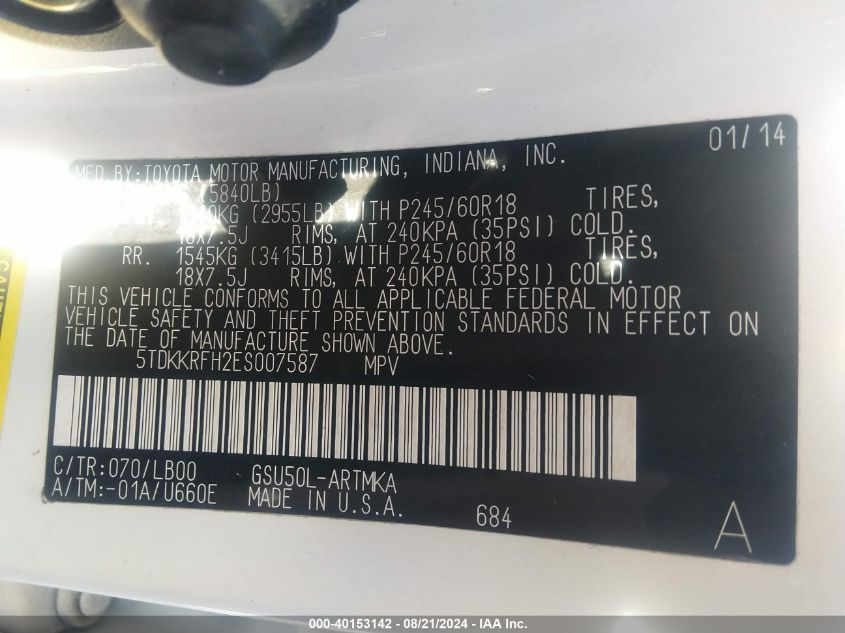 01/14
MFD.BY:TOYOTA MOTOR MANUFACTURING, INDIANA, INC.
(5840LB)
(2955LB) WITH P245/60R18 TIRES,
18X7.5J RIMS, AT 240KPA (35PSI) COLD.
RR. 1545KG (3415LB) WITH P245/60R18 TIRES,
18X7.5J RIMS, AT 240KPA (35PSI) COLD.
THIS VEHICLE CONFORMS TO ALL APPLICABLE FEDERAL MOTOR
VEHICLE SAFETY AND THEFT PREVENTION STANDARDS IN EFFECT ON
THE DATE OF MANUFACTURE SHOWN ABOVE.
5TDKKRFH2ES007587 MPV
C/TR:070/LB00 GSU50L-ARTMKA
A/TM:-01A/U660E MADE IN U.S.A. 684
A
000-40153142 - 08/21/2024 - IAA Inc.